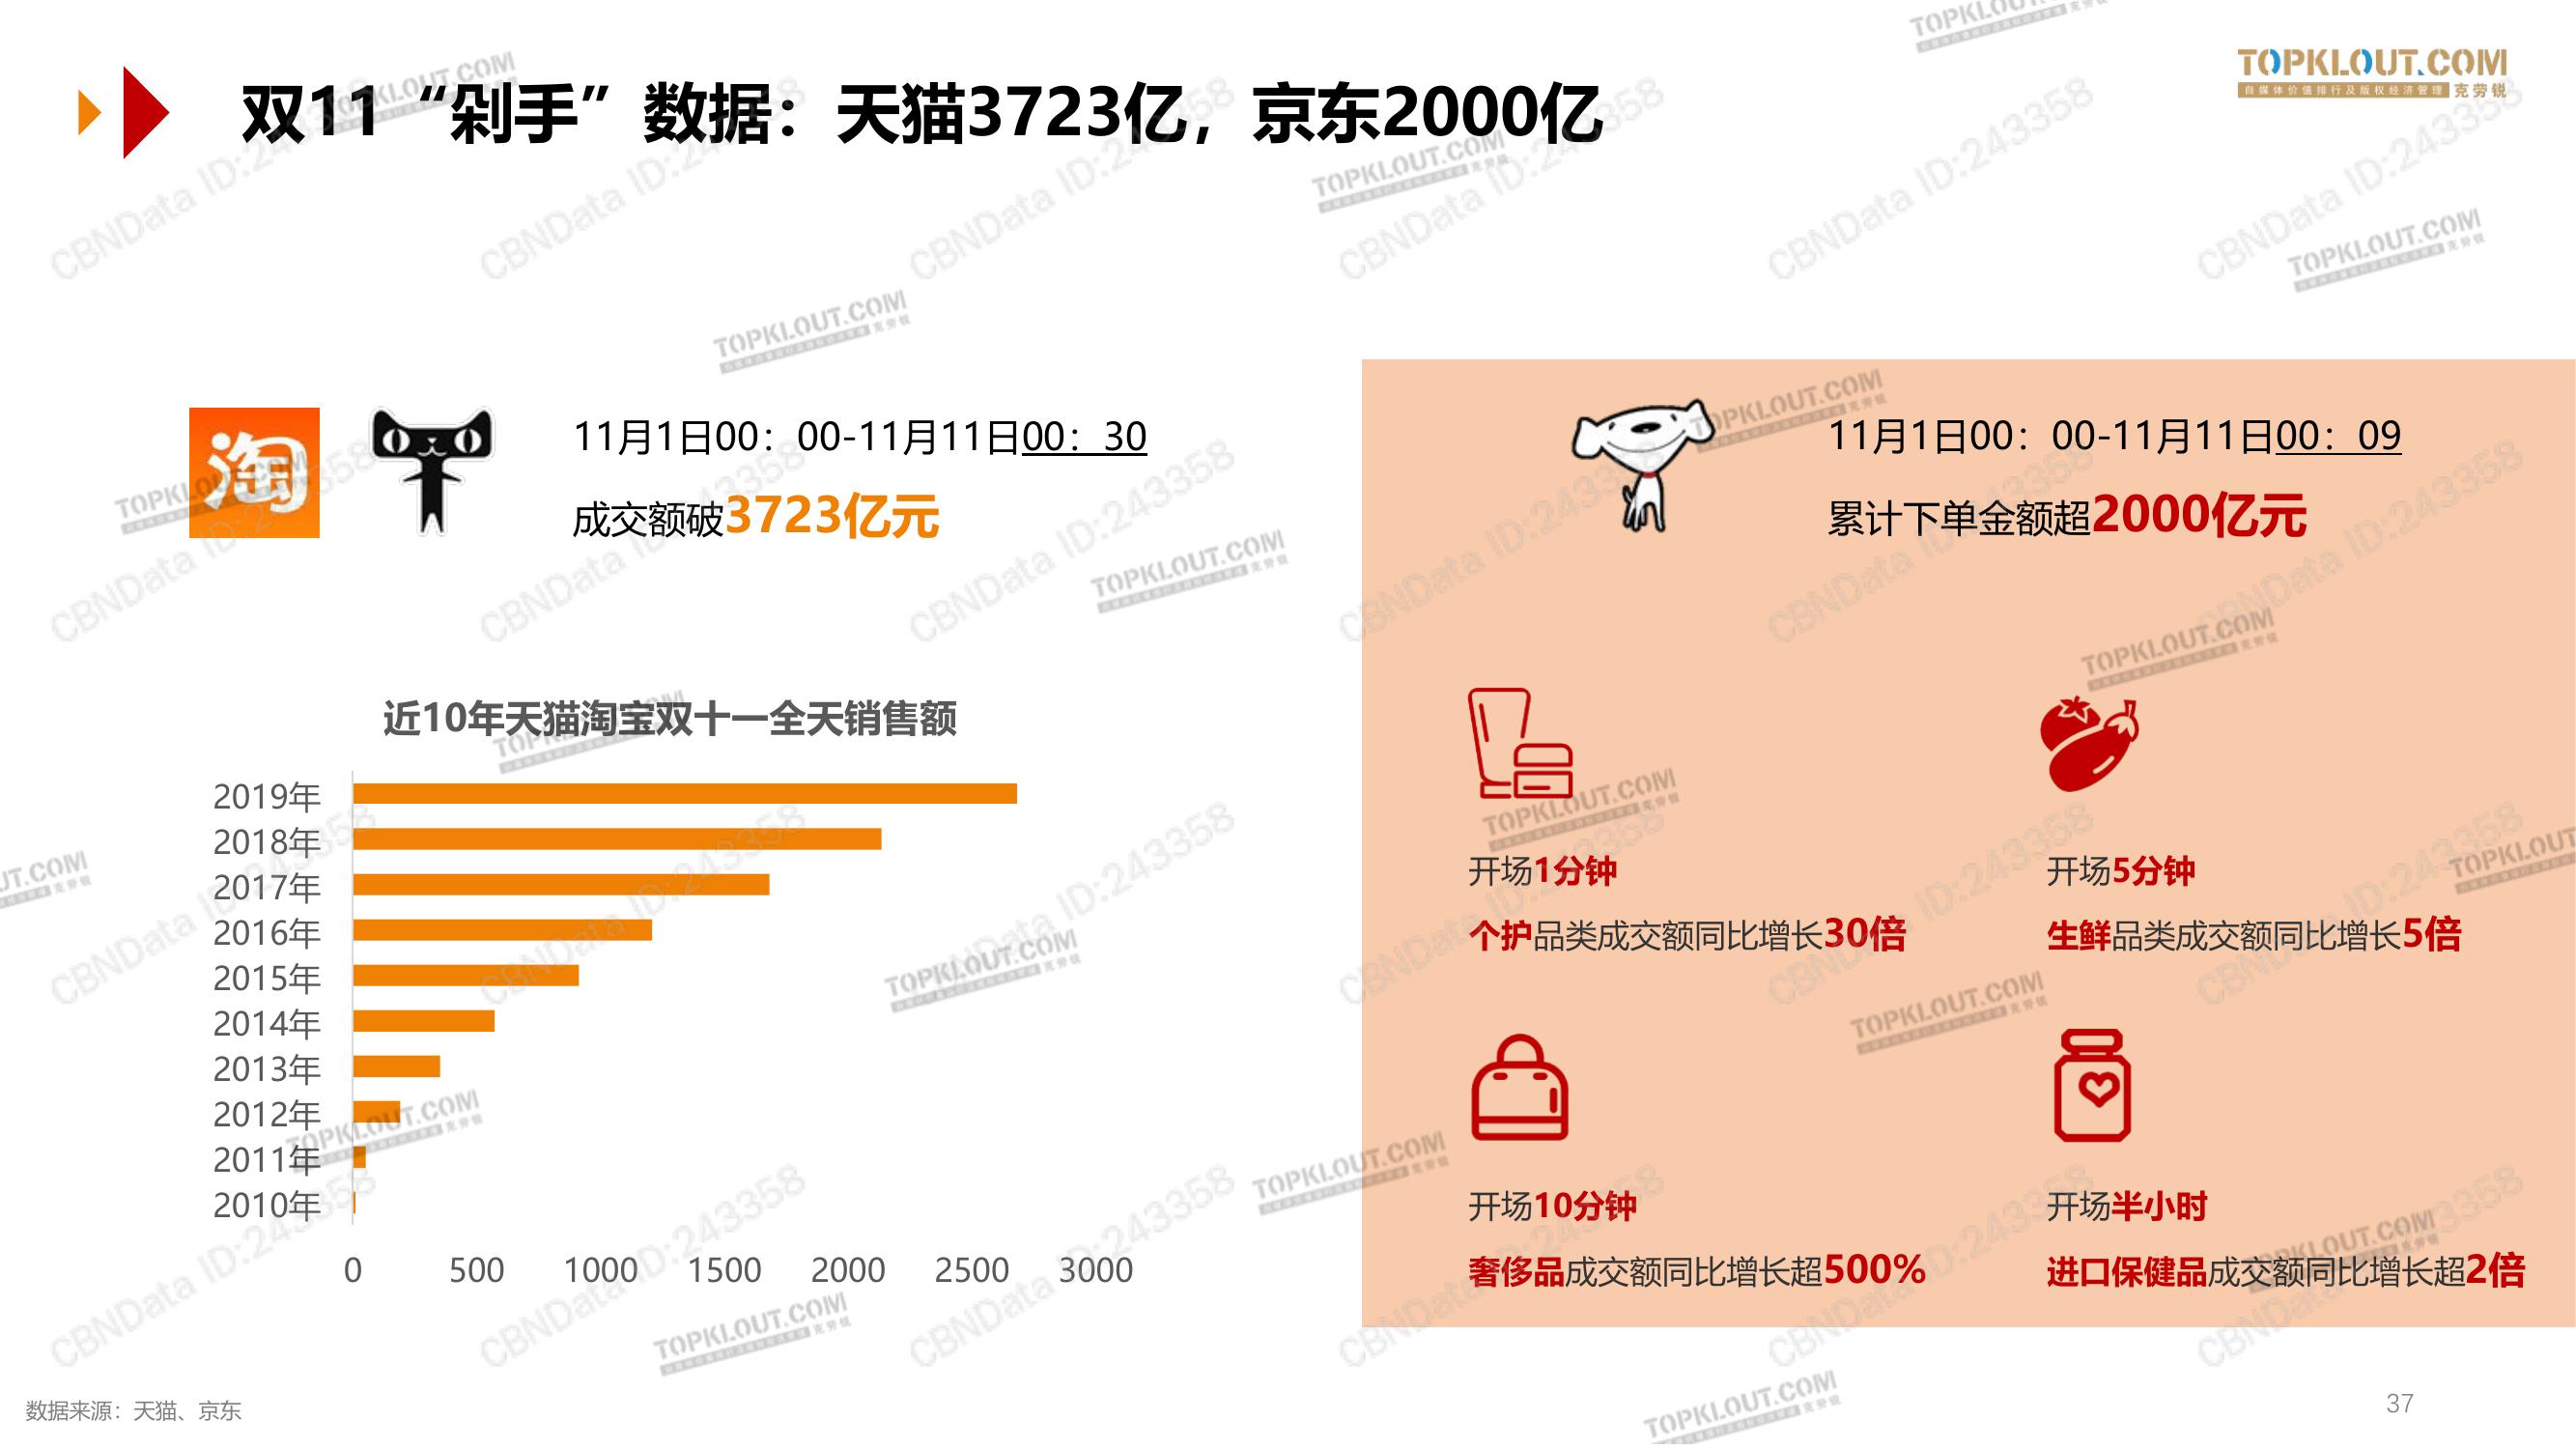 双11“剁手”数据：天猫3723亿，京东2000亿
TOPKLOUT.COM
自媒体价值排行及版权经济管理 克劳锐
淘
11月1日00：00-11月11日00：30
成交额破3723亿元
近10年天猫淘宝双十一全天销售额
2019年
2018年
2017年
2016年
2015年
2014年
2013年
2012年
2011年
2010年
0 500 1000 1500 2000 2500 3000
11月1日00：00-11月11日00：09
累计下单金额超2000亿元
开场1分钟
个护品类成交额同比增长30倍
开场5分钟
生鲜品类成交额同比增长5倍
开场10分钟
奢侈品成交额同比增长超500%
开场半小时
进口保健品成交额同比增长超2倍
数据来源：天猫、京东
37
CBNData ID:243358
TOPKLOUT.COM
克劳锐